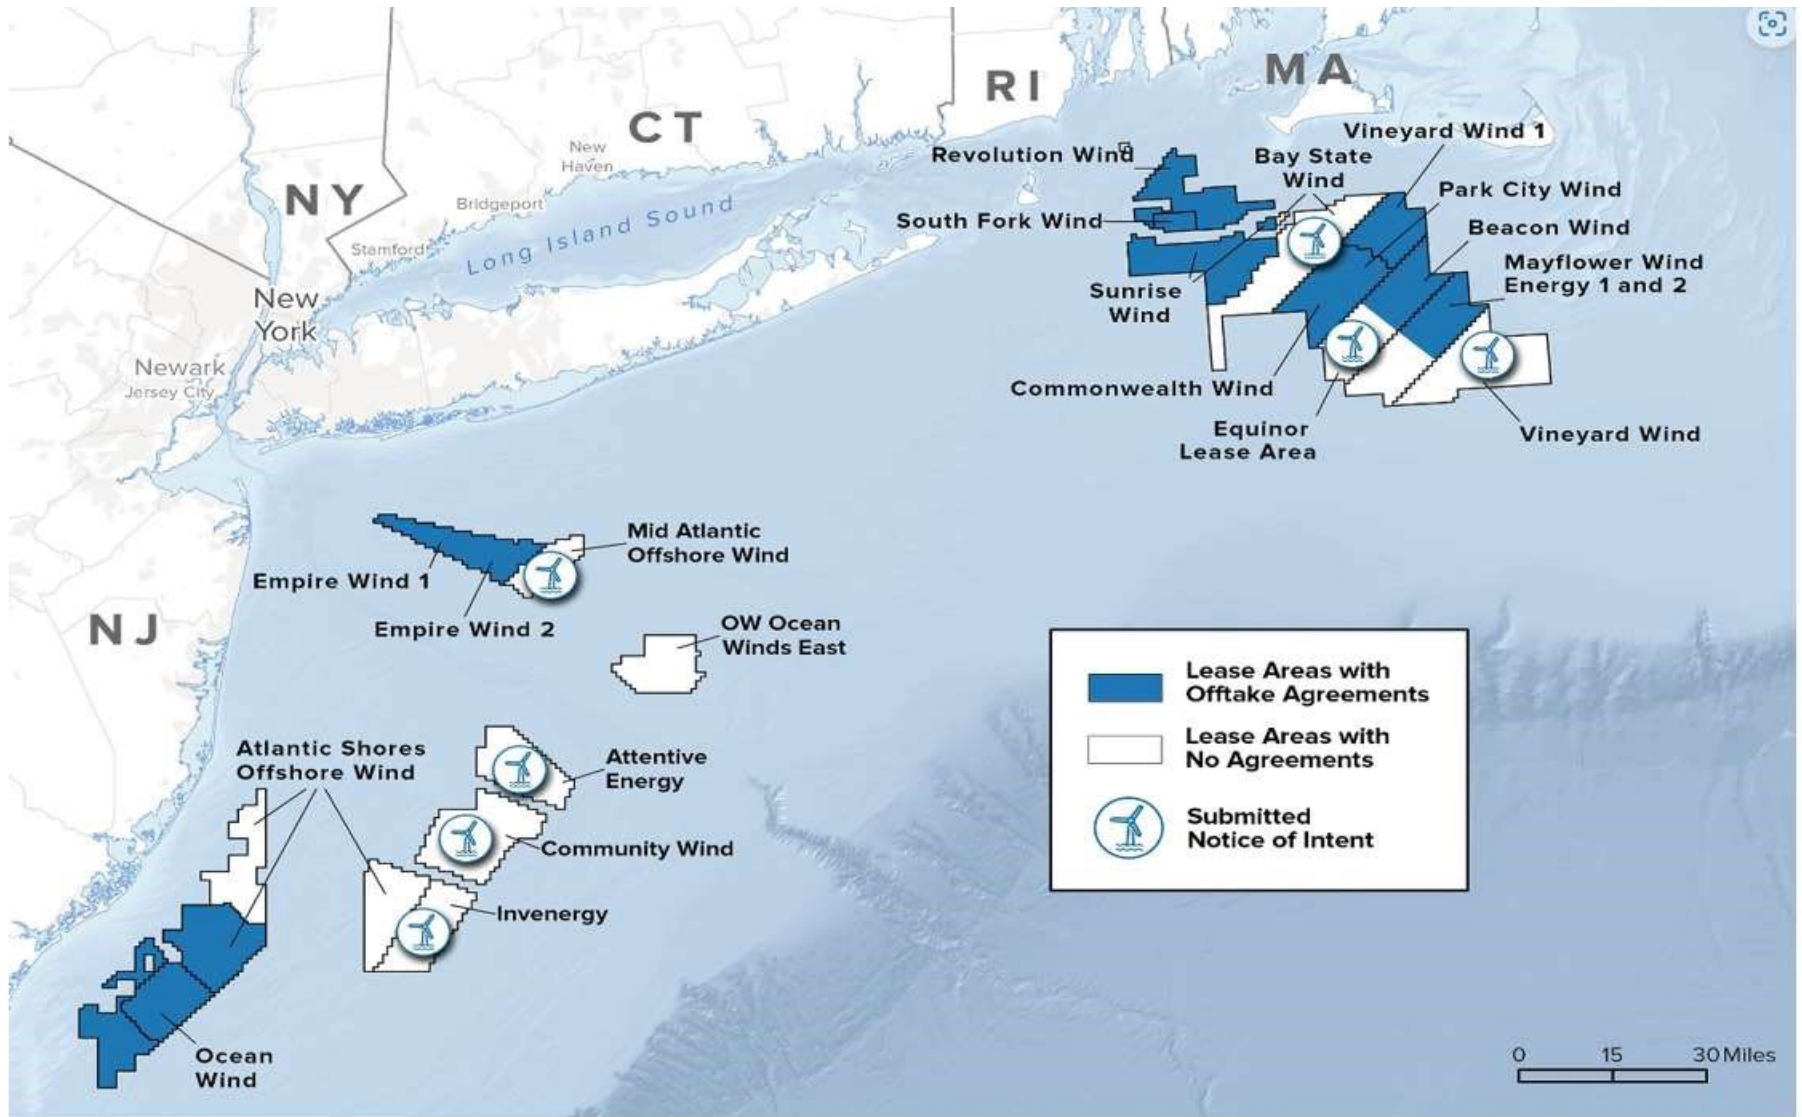 MA
RI
CT
NY
NJ
New
Haven
Bridgeport
Stamford
Long Island Sound
New
York
Newark
Jersey City
Vineyard Wind 1
Revolution Wind
Bay State
Wind
Park City Wind
South Fork Wind
Beacon Wind
Mayflower Wind
Energy 1 and 2
Sunrise
Wind
Commonwealth Wind
Equinor
Lease Area
Vineyard Wind
Mid Atlantic
Offshore Wind
Empire Wind 1
Empire Wind 2
OW Ocean
Winds East
Atlantic Shores
Offshore Wind
Attentive
Energy
Community Wind
Invenergy
Ocean
Wind
Lease Areas with
Offtake Agreements
Lease Areas with
No Agreements
Submitted
Notice of Intent
0 15 30 Miles